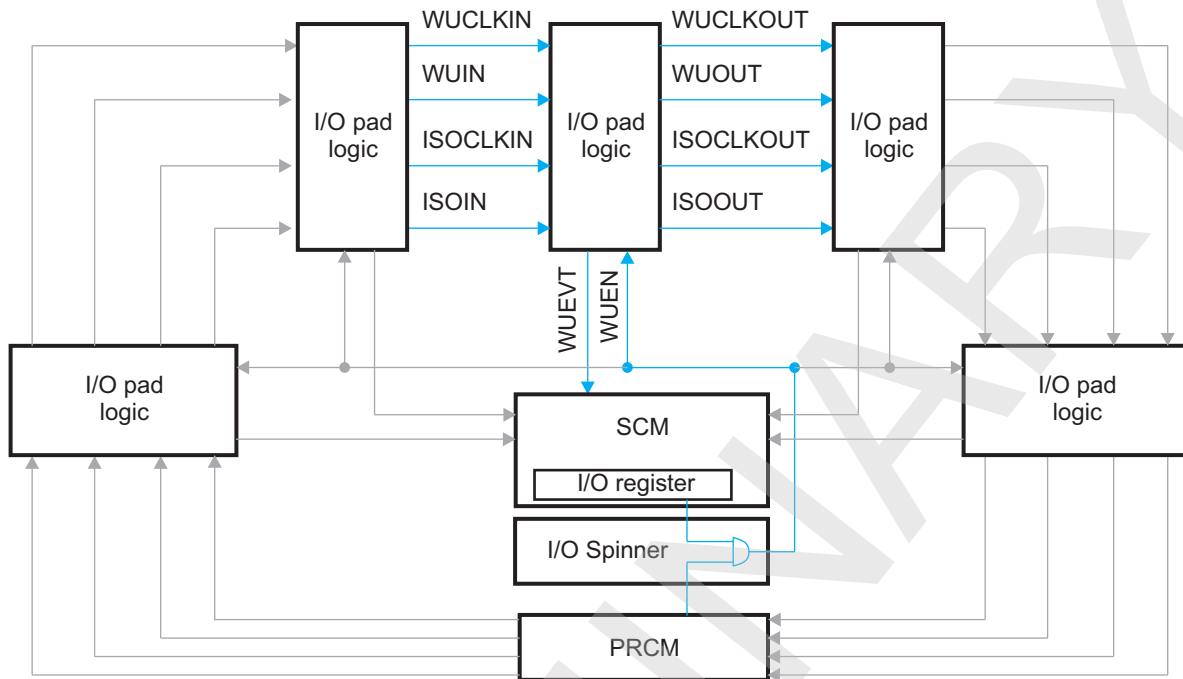 WUCLKIN
WUCLKOUT
WUIN
WUOUT
I/O pad
logic
I/O pad
logic
I/O pad
logic
ISOCLKIN
ISOCLKOUT
ISOIN
ISOOUT
WUEVT
WUEN
I/O pad
logic
I/O pad
logic
SCM
I/O register
I/O Spinner
PRCM
INARY